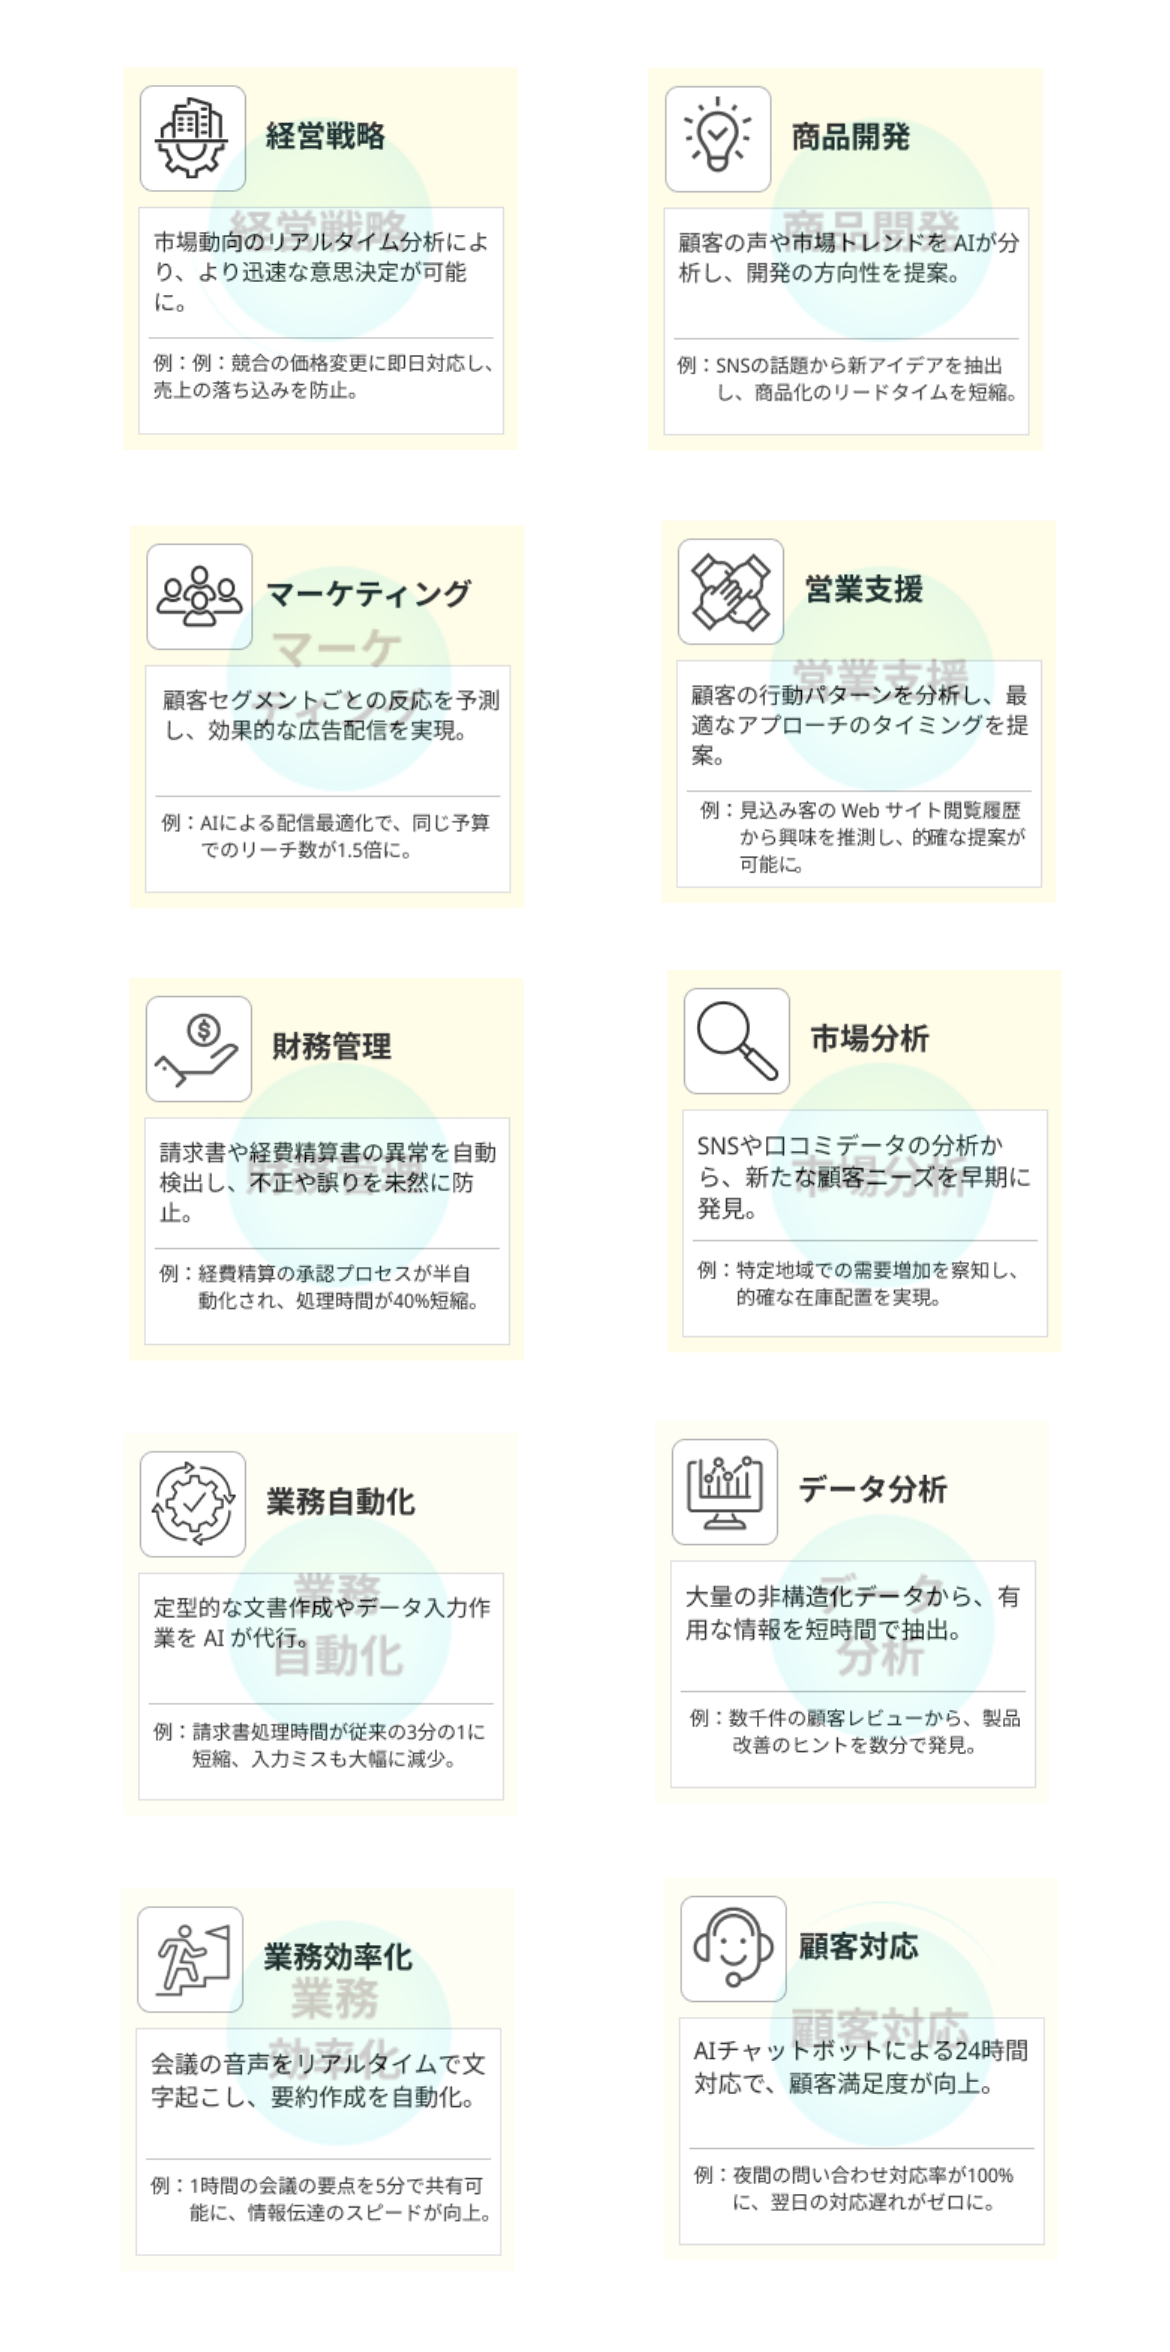 経営戦略
経営戦略
市場動向のリアルタイム分析によ
り、より迅速な意思決定が可能
に。
例：例：競合の価格変更に即日対応し、
売上の落ち込みを防止。
商品開発
商品開発
顧客の声や市場トレンドを AIが分
析し、開発の方向性を提案。
例：SNSの話題から新アイデアを抽出
し、商品化のリードタイムを短縮。
マーケティング
マーケ
ティング
顧客セグメントごとの反応を予測
し、効果的な広告配信を実現。
例：AIによる配信最適化で、同じ予算
でのリーチ数が1.5倍に。
営業支援
営業支援
顧客の行動パターンを分析し、最
適なアプローチのタイミングを提
案。
例：見込み客の Web サイト閲覧履歴
から興味を推測し、的確な提案が
可能に。
財務管理
財務管理
請求書や経費精算書の異常を自動
検出し、不正や誤りを未然に防
止。
例：経費精算の承認プロセスが半自
動化され、処理時間が40%短縮。
市場分析
市場分析
SNSや口コミデータの分析か
ら、新たな顧客ニーズを早期に
発見。
例：特定地域での需要増加を察知し、
的確な在庫配置を実現。
業務自動化
業務
自動化
定型的な文書作成やデータ入力作
業を AI が代行。
例：請求書処理時間が従来の3分の1に
短縮、入力ミスも大幅に減少。
データ分析
データ
分析
大量の非構造化データから、有
用な情報を短時間で抽出。
例：数千件の顧客レビューから、製品
改善のヒントを数分で発見。
業務効率化
業務
効率化
会議の音声をリアルタイムで文
字起こし、要約作成を自動化。
例：1時間の会議の要点を5分で共有可
能に、情報伝達のスピードが向上。
顧客対応
顧客対応
AIチャットボットによる24時間
対応で、顧客満足度が向上。
例：夜間の問い合わせ対応率が100%
に、翌日の対応遅れがゼロに。